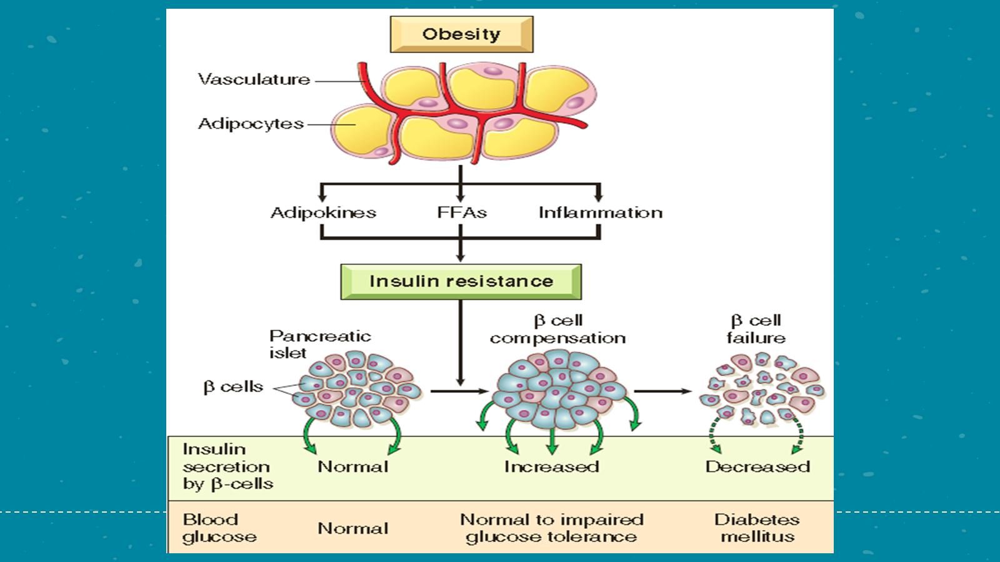 Obesity
Vasculature
Adipocytes
Adipokines
FFAs
Inflammation
Insulin resistance
Pancreatic
islet
β cells
β cell
compensation
β cell
failure
Insulin
secretion
by β-cells
Normal
Increased
Decreased
Blood
glucose
Normal
Normal to impaired
glucose tolerance
Diabetes
mellitus